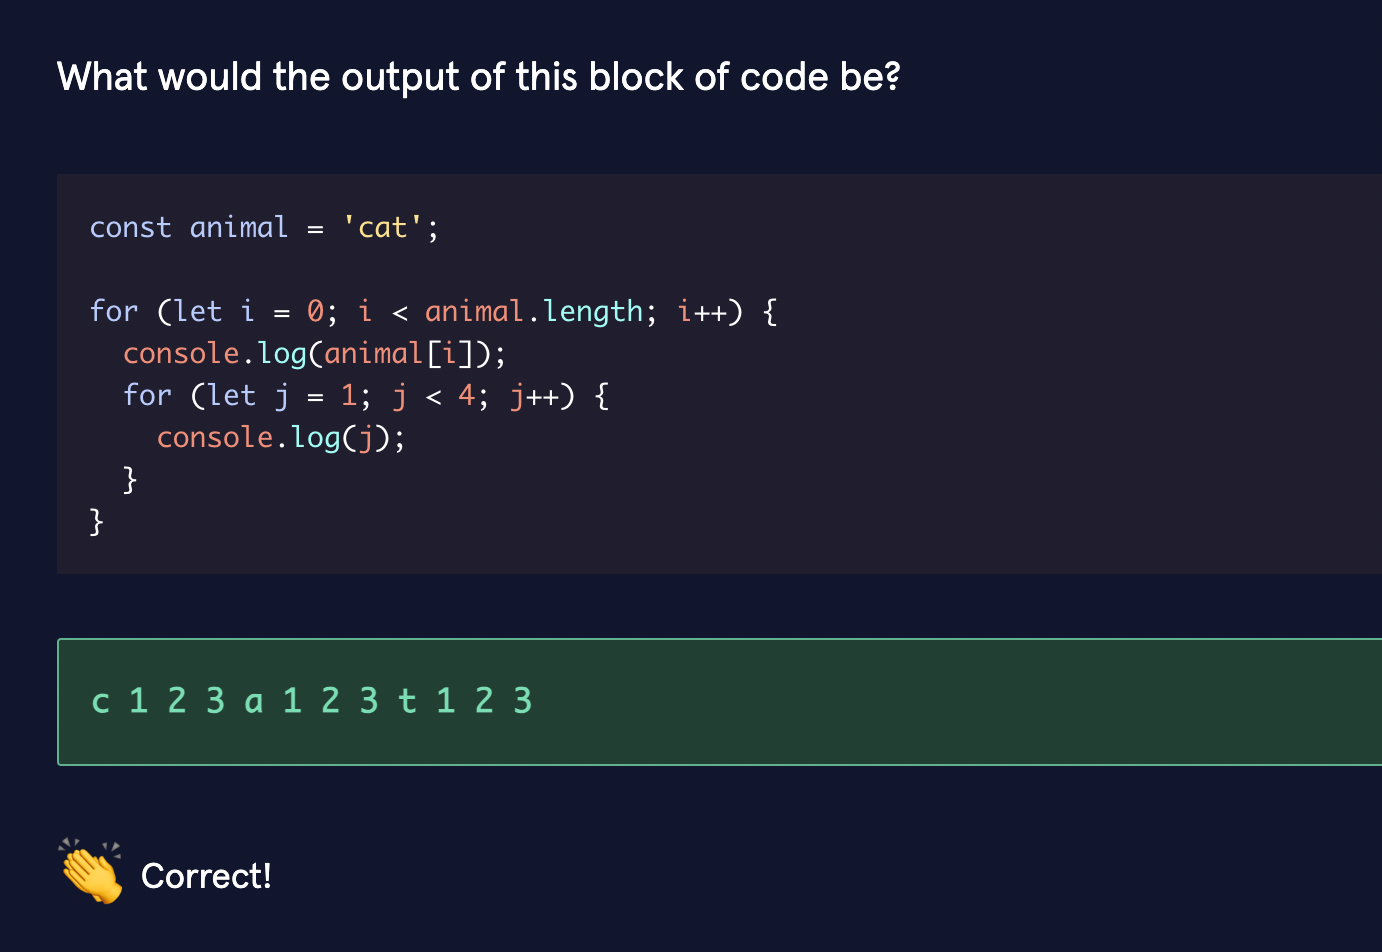 What would the output of this block of code be?
const animal = 'cat';
for (let i = 0; i < animal.length; i++) {
  console.log(animal[i]);
  for (let j = 1; j < 4; j++) {
    console.log(j);
  }
}
c 1 2 3 a 1 2 3 t 1 2 3
Correct!